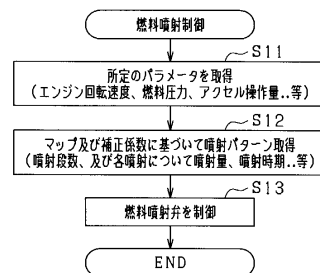 燃料噴射制御
S11
所定のパラメータを取得
(エンジン回転速度、燃料圧力、アクセル操作量..等)
S12
マップ及び補正係数に基づいて噴射パターン取得
(噴射段数、及び各噴射について噴射量、噴射時期..等)
S13
燃料噴射弁を制御
END